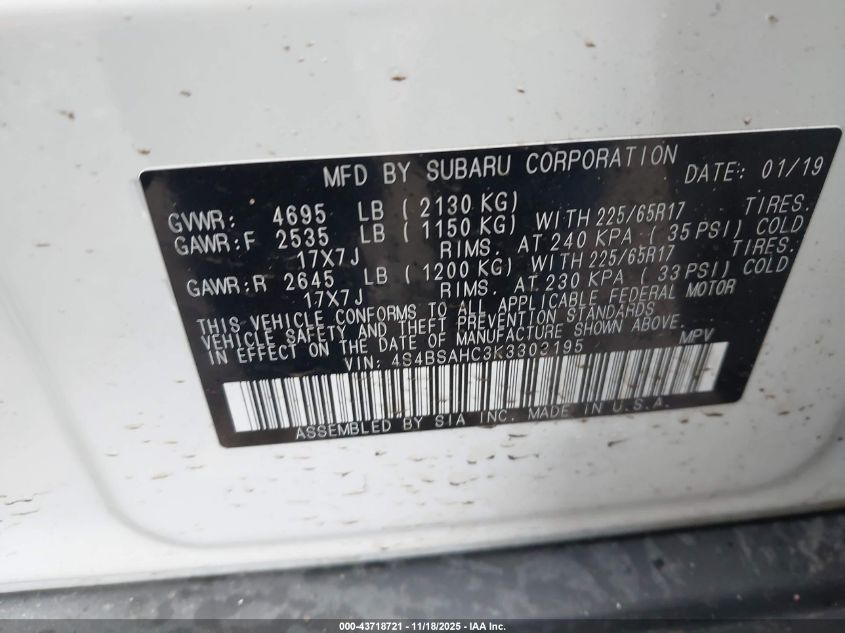 MFD BY SUBARU CORPORATION DATE: 01/19
GVWR: 4695 LB ( 2130 KG)
GAWR:F 2535 LB ( 1150 KG) WITH 225/65R17 TIRES.
17X7J RIMS. AT 240 KPA ( 35 PSI) COLD
GAWR:R 2645 LB ( 1200 KG) WITH 225/65R17 TIRES.
17X7J RIMS. AT 230 KPA ( 33 PSI) COLD
THIS VEHICLE CONFORMS TO ALL APPLICABLE FEDERAL MOTOR
VEHICLE SAFETY AND THEFT PREVENTION STANDARDS
IN EFFECT ON THE DATE OF MANUFACTURE SHOWN ABOVE.
VIN: 4S4BSAHC3K3303195 MPV
ASSEMBLED BY SIA INC. MADE IN U.S.A.
000-43718721 - 11/18/2025 - IAA Inc.